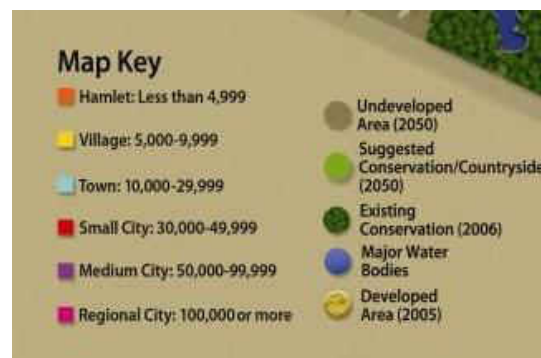 Map Key
Hamlet: Less than 4,999
Village: 5,000-9,999
Town: 10,000-29,999
Small City: 30,000-49,999
Medium City: 50,000-99,999
Regional City: 100,000 or more
Undeveloped
Area (2050)
Suggested
Conservation/Countryside
(2050)
Existing
Conservation (2006)
Major Water
Bodies
Developed
Area (2005)